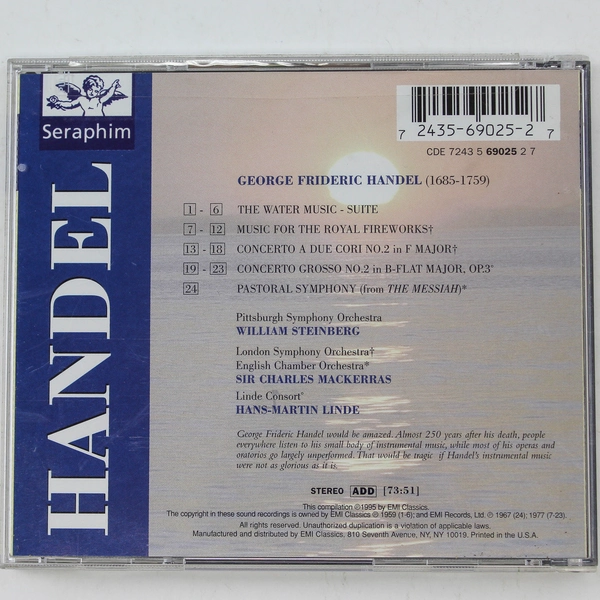 Seraphim
HANDEL
7 2435-69025-2 7
CDE 7243 5 69025 2 7
GEORGE FRIDERIC HANDEL (1685-1759)
1 - 6 THE WATER MUSIC - SUITE
7 - 12 MUSIC FOR THE ROYAL FIREWORKS†
13 - 18 CONCERTO A DUE CORI NO.2 in F MAJOR†
19 - 23 CONCERTO GROSSO NO.2 in B-FLAT MAJOR, OP.3°
24 PASTORAL SYMPHONY (from THE MESSIAH)*
Pittsburgh Symphony Orchestra
WILLIAM STEINBERG
London Symphony Orchestra†
English Chamber Orchestra*
SIR CHARLES MACKERRAS
Linde Consort°
HANS-MARTIN LINDE
George Frideric Handel would be amazed. Almost 250 years after his death, people
everywhere listen to his small body of instrumental music, while most of his operas and
oratorios go largely unperformed. That would be tragic if Handel's instrumental music
were not as glorious as it is.
STEREO ADD [73:51]
This compilation ℗1995 by EMI Classics.
The copyright in these sound recordings is owned by EMI Classics ℗ 1959 (1-6); and EMI Records, Ltd. ℗ 1967 (24); 1977 (7-23).
All rights reserved. Unauthorized duplication is a violation of applicable laws.
Manufactured and distributed by EMI Classics. 810 Seventh Avenue, NY, NY 10019. Printed in the U.S.A.